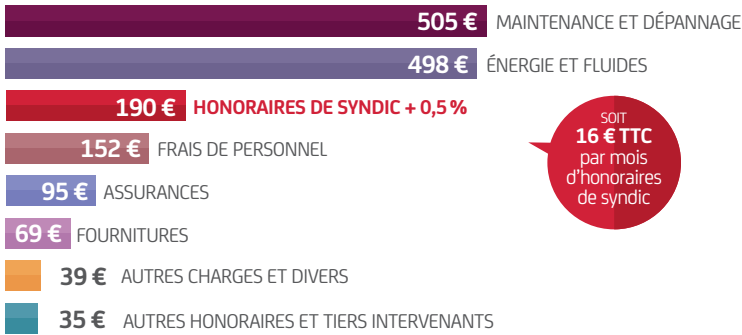 505 € MAINTENANCE ET DÉPANNAGE
498 € ÉNERGIE ET FLUIDES
190 € HONORAIRES DE SYNDIC + 0,5 %
152 € FRAIS DE PERSONNEL
95 € ASSURANCES
69 € FOURNITURES
39 € AUTRES CHARGES ET DIVERS
35 € AUTRES HONORAIRES ET TIERS INTERVENANTS
SOIT
16 € TTC
par mois
d'honoraires
de syndic